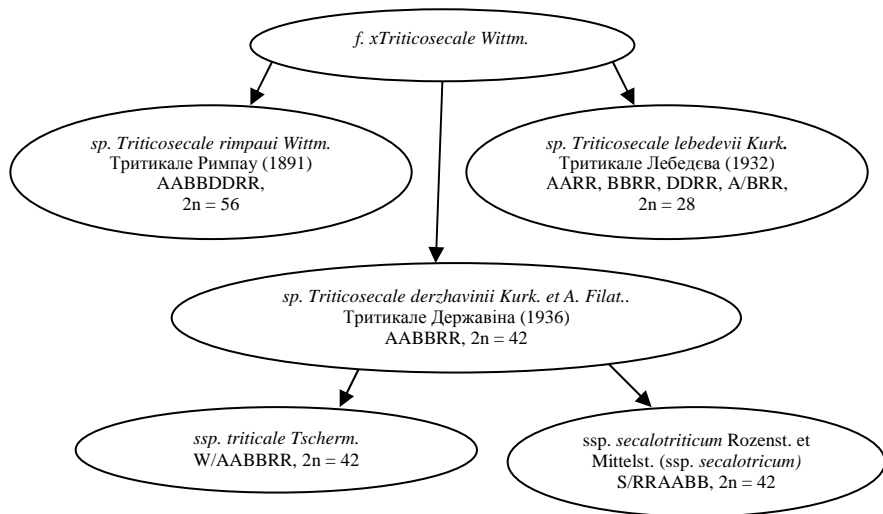 f. xTriticosecale Wittm.
sp. Triticosecale rimpaui Wittm.
Тритикале Римпау (1891)
AABBDDRR,
2n = 56
sp. Triticosecale lebedevii Kurk.
Тритикале Лебедєва (1932)
AARR, BBRR, DDRR, A/BRR,
2n = 28
sp. Triticosecale derzhavinii Kurk. et A. Filat..
Тритикале Державіна (1936)
AABBRR, 2n = 42
ssp. triticale Tscherm.
W/AABBRR, 2n = 42
ssp. secalotriticum Rozenst. et
Mittelst. (ssp. secalotricum)
S/RRAABB, 2n = 42